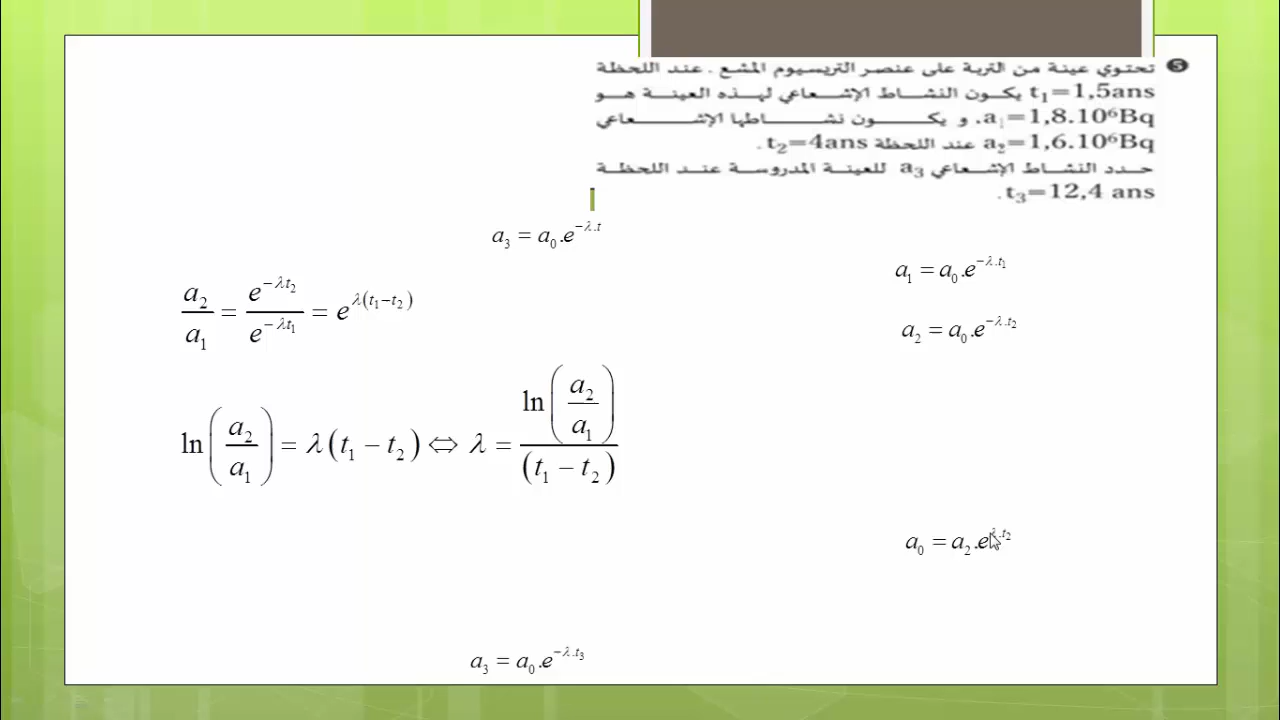 ❺ تحتوي عينة من التربة على عنصر التريسيوم المشع . عند اللحظة
t₁=1,5ans يكون النشاط الإشعاعي لهذه العينة هو
a₁=1,8.10⁶Bq. و يكون نشاطها الإشعاعي
a₂=1,6.10⁶Bq عند اللحظة t₂=4ans .
حدد النشاط الإشعاعي a₃ للعينة المدروسة عند اللحظة
t₃=12,4 ans .
a₃ = a₀.e^(−λ.t)
a₁ = a₀.e^(−λ.t₁)
a₂/a₁ = e^(−λt₂)/e^(−λt₁) = e^(λ(t₁−t₂))
a₂ = a₀.e^(−λ.t₂)
ln(a₂/a₁) = λ(t₁ − t₂) ⇔ λ = ln(a₂/a₁)/(t₁ − t₂)
a₀ = a₂.e^(λ.t₂)
a₃ = a₀.e^(−λ.t₃)